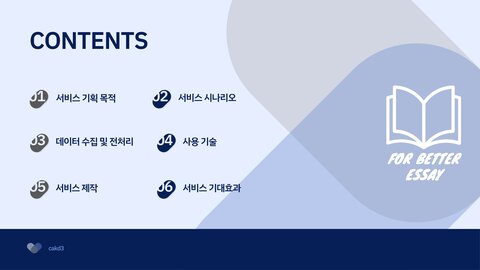 CONTENTS
01 서비스 기획 목적
02 서비스 시나리오
03 데이터 수집 및 전처리
04 사용 기술
05 서비스 제작
06 서비스 기대효과
FOR BETTER
ESSAY
cakd3